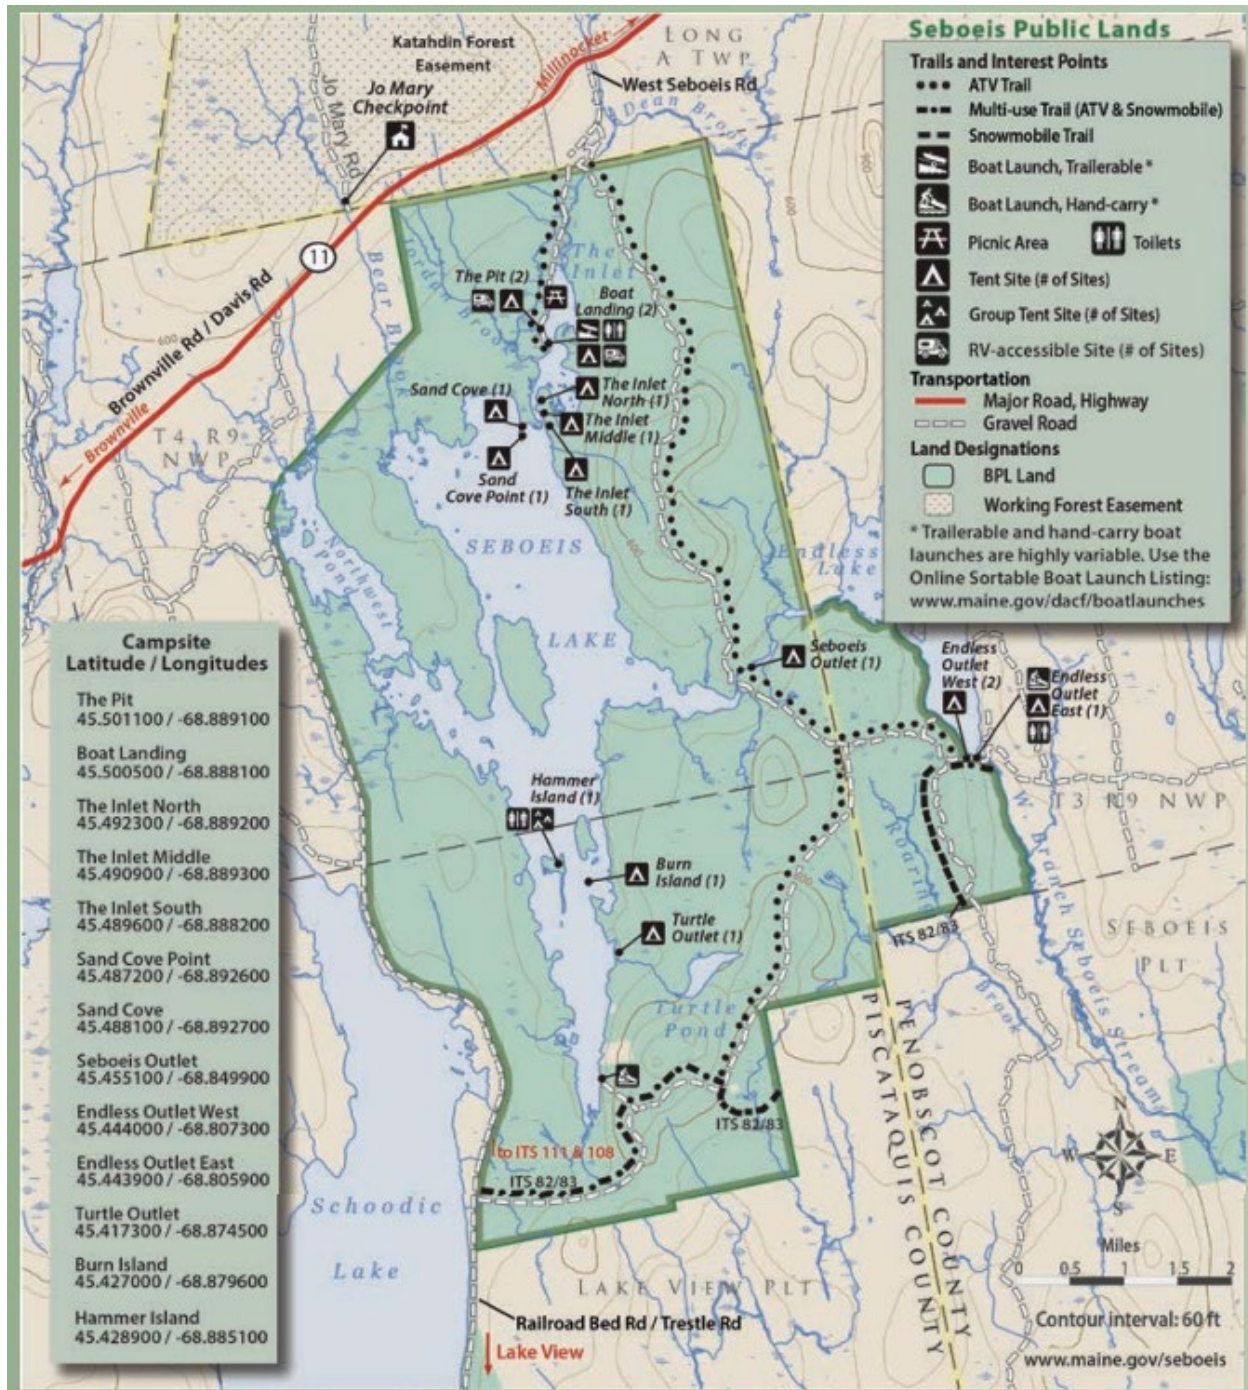 Seboeis Public Lands
Trails and Interest Points
ATV Trail
Multi-use Trail (ATV & Snowmobile)
Snowmobile Trail
Boat Launch, Trailerable *
Boat Launch, Hand-carry *
Picnic Area
Toilets
Tent Site (# of Sites)
Group Tent Site (# of Sites)
RV-accessible Site (# of Sites)
Transportation
Major Road, Highway
Gravel Road
Land Designations
BPL Land
Working Forest Easement
* Trailerable and hand-carry boat
launches are highly variable. Use the
Online Sortable Boat Launch Listing:
www.maine.gov/dacf/boatlaunches
Katahdin Forest
Easement
Millinocket
LONG
A TWP
West Seboeis Rd
Dean Brook
Jo Mary
Checkpoint
Jo Mary Rd
11
Brownville Rd / Davis Rd
Brownville
T4 R9
NWP
Bear Brook
Jordan Brook
The
Inlet
The Pit (2)
Boat
Landing (2)
Sand Cove (1)
The Inlet
North (1)
The Inlet
Middle (1)
Sand
Cove Point (1)
The Inlet
South (1)
600
600
600
900
SEBOEIS
LAKE
Northwest
Pond
Endless
Lake
Seboeis
Outlet (1)
Endless
Outlet
West (2)
Endless
Outlet
East (1)
T3 R9 NWP
Hammer
Island (1)
Burn
Island (1)
Turtle
Outlet (1)
Turtle
Pond
Roaring
Brook
ITS 82/83
W. Branch Seboeis Stream
SEBOEIS
PLT
PISCATAQUIS COUNTY
PENOBSCOT COUNTY
ITS 82/83
to ITS 111 & 108
ITS 82/83
Schoodic
Lake
LAKE VIEW PLT
Railroad Bed Rd / Trestle Rd
Lake View
N
W
E
S
Miles
0 0.5 1 1.5 2
Contour interval: 60 ft
www.maine.gov/seboeis
Campsite
Latitude / Longitudes
The Pit
45.501100 / -68.889100
Boat Landing
45.500500 / -68.888100
The Inlet North
45.492300 / -68.889200
The Inlet Middle
45.490900 / -68.889300
The Inlet South
45.489600 / -68.888200
Sand Cove Point
45.487200 / -68.892600
Sand Cove
45.488100 / -68.892700
Seboeis Outlet
45.455100 / -68.849900
Endless Outlet West
45.444000 / -68.807300
Endless Outlet East
45.443900 / -68.805900
Turtle Outlet
45.417300 / -68.874500
Burn Island
45.427000 / -68.879600
Hammer Island
45.428900 / -68.885100